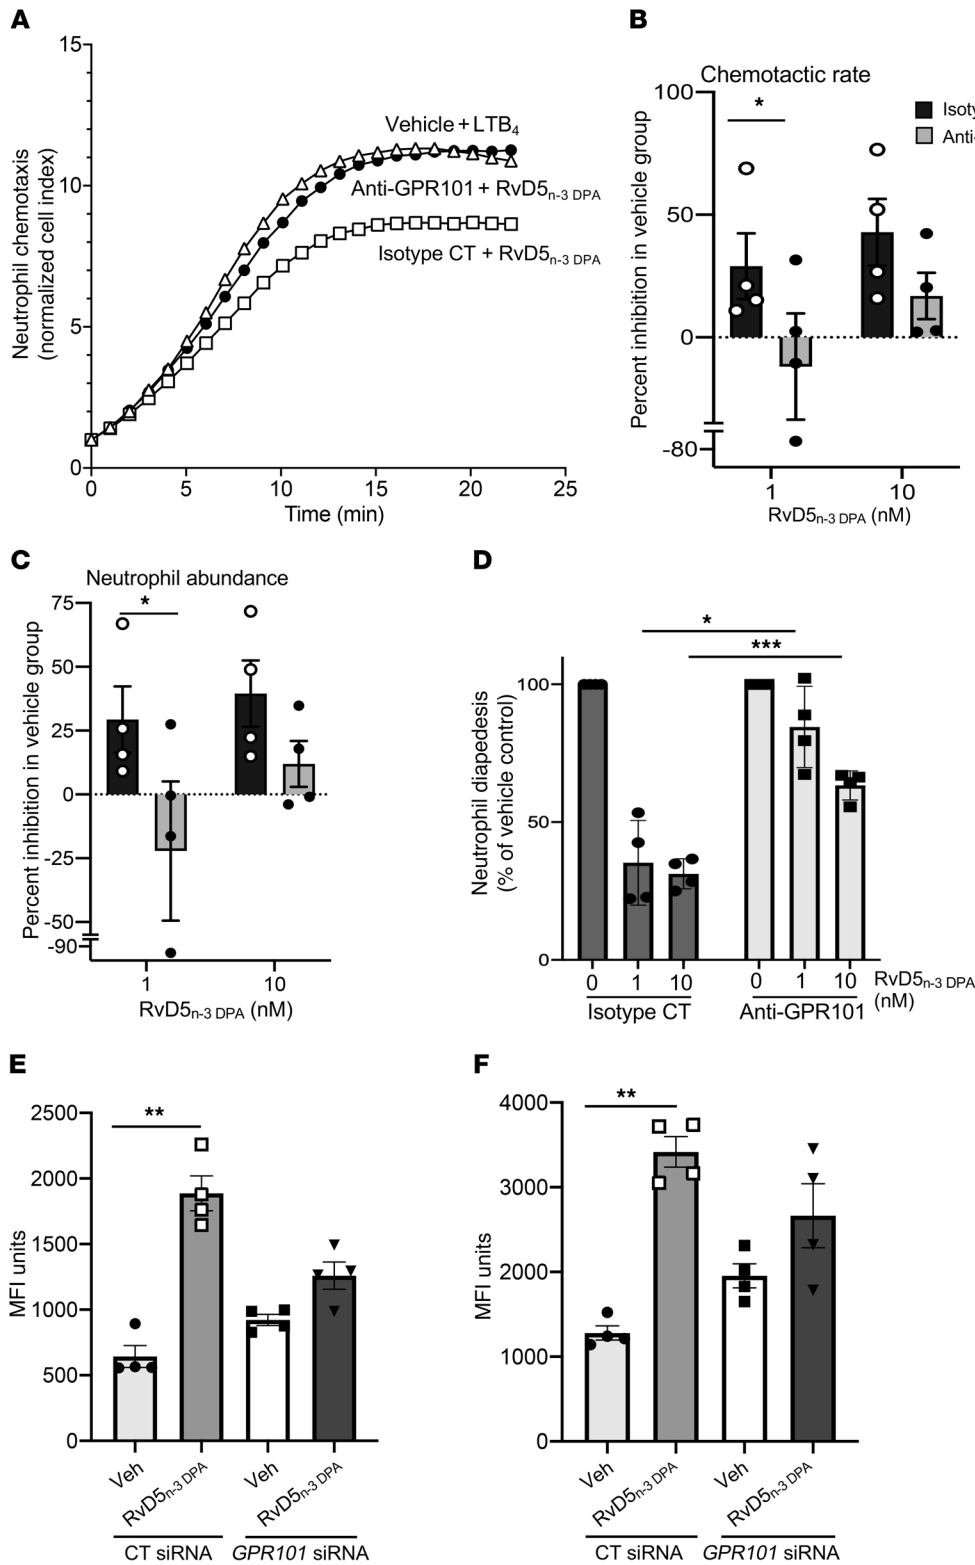 A
15
10
5
0
Neutrophil chemotaxis
(normalized cell index)
Vehicle + LTB4
Anti-GPR101 + RvD5n-3 DPA
Isotype CT + RvD5n-3 DPA
0 5 10 15 20 25
Time (min)
B
Chemotactic rate
100
50
0
-80
Percent inhibition in vehicle group
*
Isoty
Anti-
1 10
RvD5n-3 DPA (nM)
C
Neutrophil abundance
75
50
25
0
-25
-50
-90
Percent inhibition in vehicle group
*
1 10
RvD5n-3 DPA (nM)
D
*
***
100
50
0
Neutrophil diapedesis
(% of vehicle control)
0 1 10 0 1 10 RvD5n-3 DPA
(nM)
Isotype CT Anti-GPR101
E
2500
2000
1500
1000
500
0
MFI units
**
Veh RvD5n-3 DPA Veh RvD5n-3 DPA
CT siRNA GPR101 siRNA
F
4000
3000
2000
1000
0
MFI units
**
Veh RvD5n-3 DPA Veh RvD5n-3 DPA
CT siRNA GPR101 siRNA